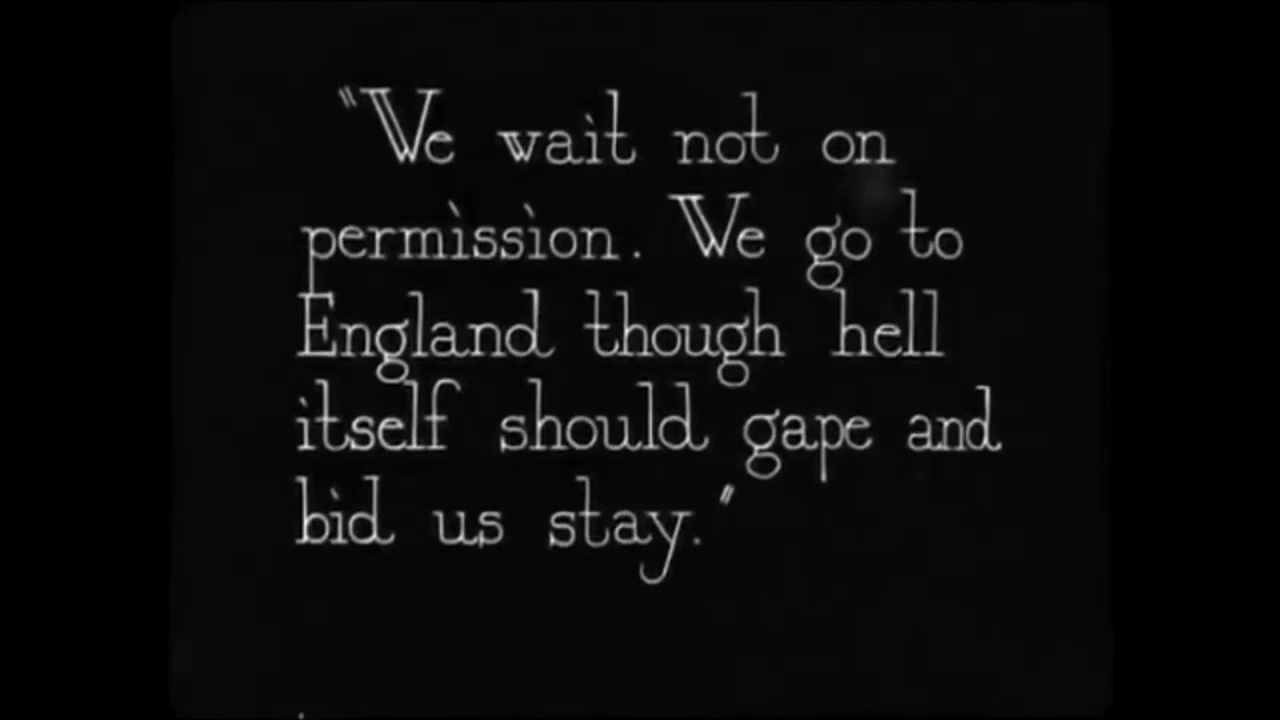 "We wait not on
permission. We go to
England though hell
itself should gape and
bid us stay."